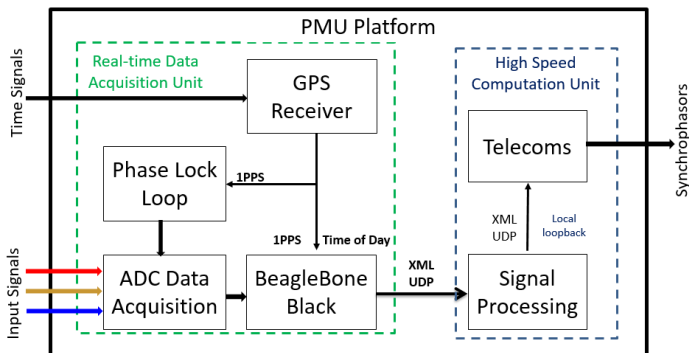 PMU Platform
Real-time Data
Acquisition Unit
High Speed
Computation Unit
Time Signals
GPS
Receiver
Telecoms
Synchrophasors
Phase Lock
Loop
1PPS
XML
UDP
Local
loopback
1PPS
Time of Day
XML
UDP
Input Signals
ADC Data
Acquisition
BeagleBone
Black
Signal
Processing